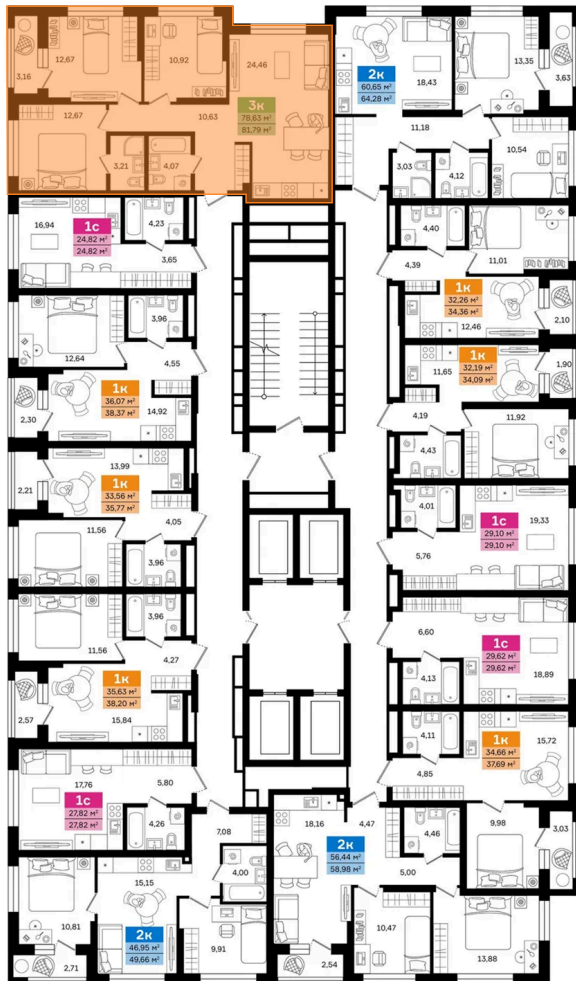 12,67
10,92
24,46
3,16
3к
78,63 м²
81,79 м²
12,67
10,63
3,21
4,07
2к
60,65 м²
64,28 м²
18,43
13,35
3,63
11,18
3,03
4,12
10,54
16,94
1с
24,82 м²
24,82 м²
4,23
3,65
4,40
4,39
11,01
1к
32,26 м²
34,36 м²
2,10
12,46
3,96
12,64
4,55
1к
36,07 м²
38,37 м²
14,92
2,30
1к
32,19 м²
34,09 м²
11,65
1,90
4,19
11,92
4,43
13,99
1к
33,56 м²
35,77 м²
2,21
4,05
11,56
3,96
4,01
1с
29,10 м²
29,10 м²
19,33
5,76
3,96
11,56
4,27
1к
35,63 м²
38,20 м²
2,57
15,84
6,60
1с
29,62 м²
29,62 м²
4,13
18,89
4,11
1к
34,66 м²
37,69 м²
15,72
4,85
17,76
5,80
1с
27,82 м²
27,82 м²
4,26
7,08
4,00
15,15
10,81
2к
46,95 м²
49,66 м²
9,91
2,71
18,16
4,47
2к
56,44 м²
58,98 м²
4,46
9,98
3,03
5,00
10,47
2,54
13,88